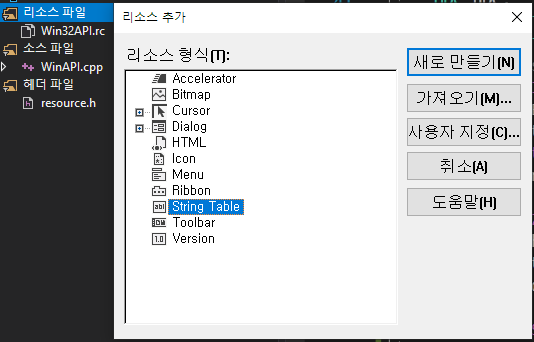 리소스 파일
Win32API.rc
소스 파일
WinAPI.cpp
헤더 파일
resource.h
리소스 추가
리소스 형식(T):
Accelerator
Bitmap
Cursor
Dialog
HTML
Icon
Menu
Ribbon
String Table
Toolbar
Version
새로 만들기(N)
가져오기(M)...
사용자 지정(C)...
취소(A)
도움말(H)